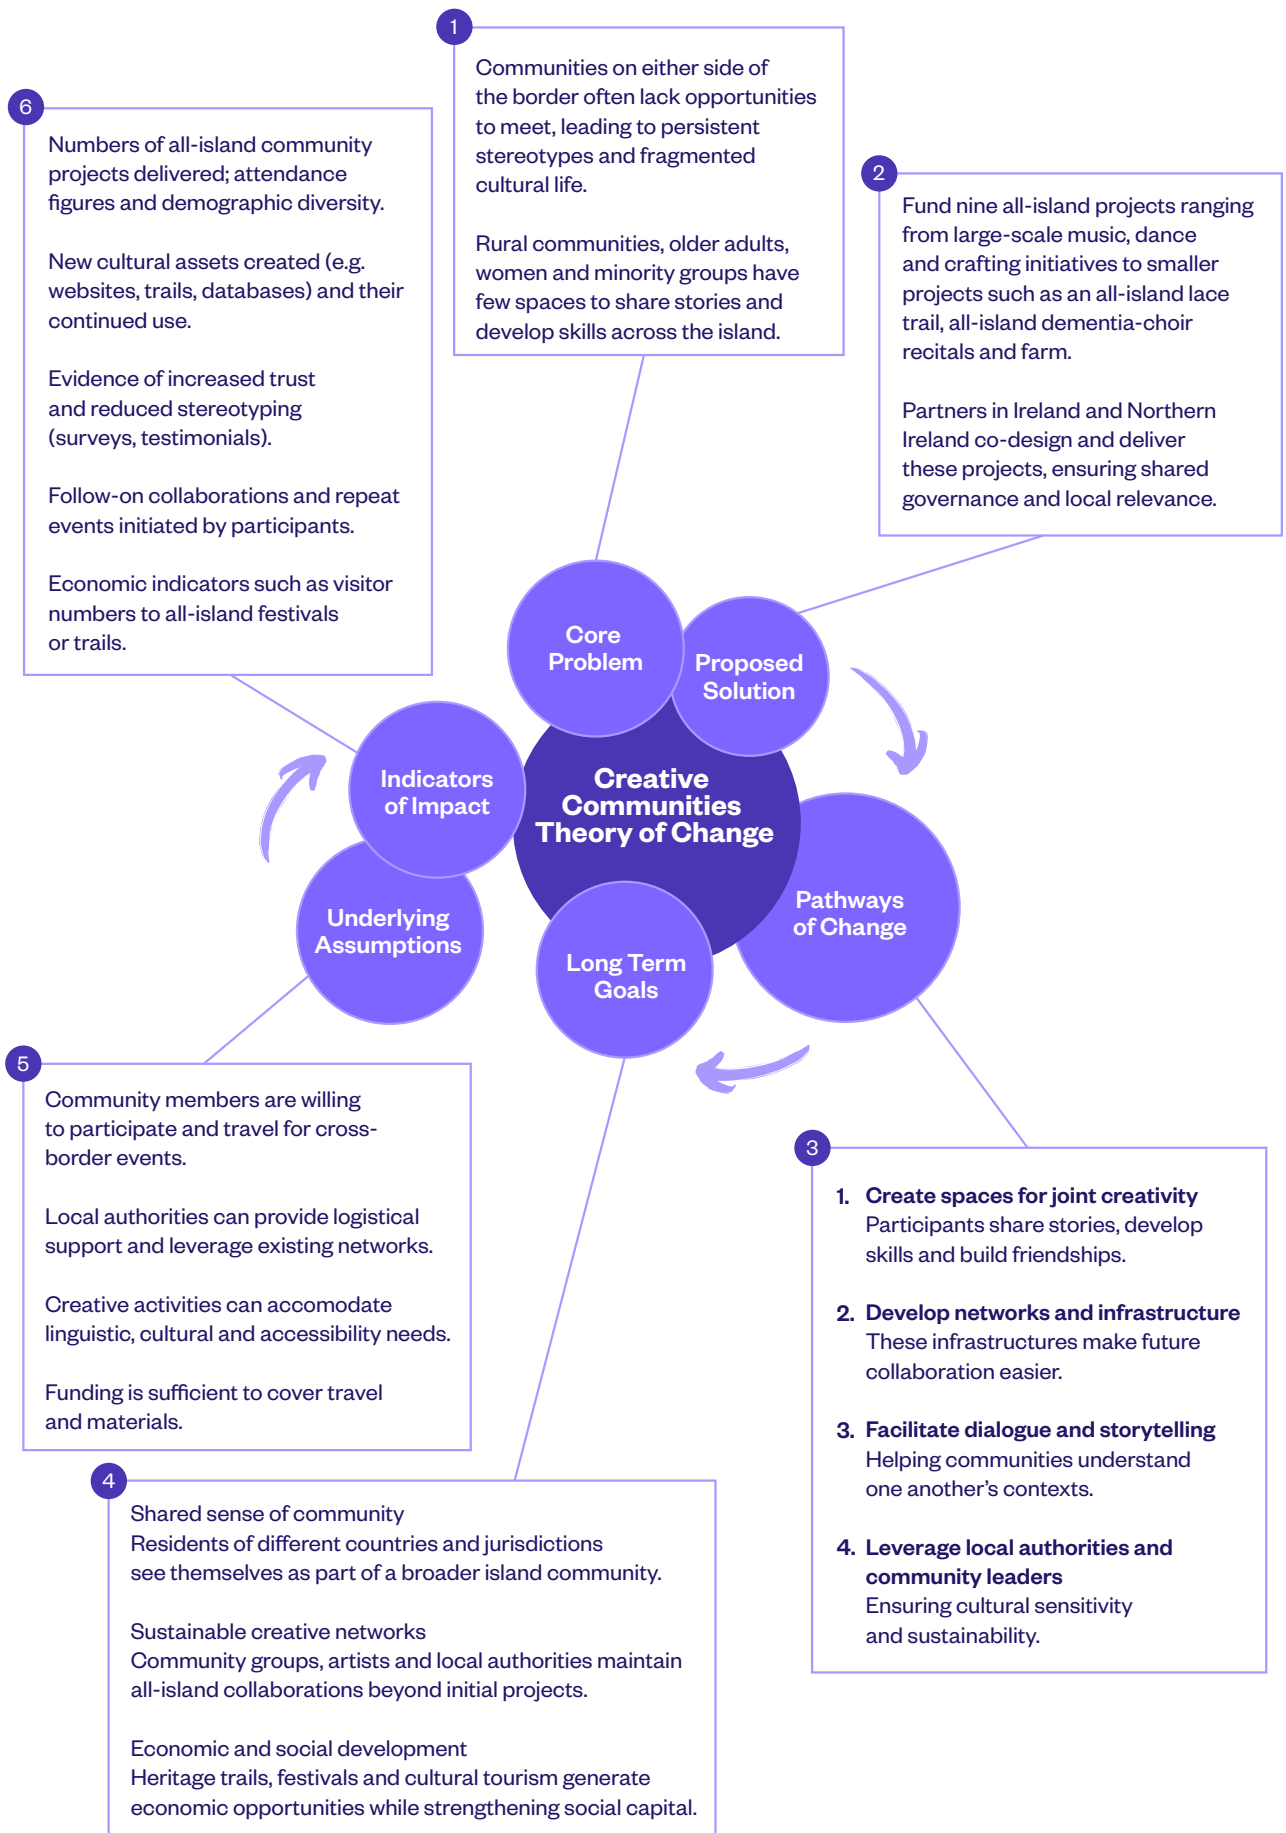 1
Communities on either side of
the border often lack opportunities
to meet, leading to persistent
stereotypes and fragmented
cultural life.
Rural communities, older adults,
women and minority groups have
few spaces to share stories and
develop skills across the island.
2
Fund nine all-island projects ranging
from large-scale music, dance
and crafting initiatives to smaller
projects such as an all-island lace
trail, all-island dementia-choir
recitals and farm.
Partners in Ireland and Northern
Ireland co-design and deliver
these projects, ensuring shared
governance and local relevance.
6
Numbers of all-island community
projects delivered; attendance
figures and demographic diversity.
New cultural assets created (e.g.
websites, trails, databases) and their
continued use.
Evidence of increased trust
and reduced stereotyping
(surveys, testimonials).
Follow-on collaborations and repeat
events initiated by participants.
Economic indicators such as visitor
numbers to all-island festivals
or trails.
Core
Problem
Proposed
Solution
Indicators
of Impact
Creative
Communities
Theory of Change
Pathways
of Change
Underlying
Assumptions
Long Term
Goals
5
Community members are willing
to participate and travel for cross-
border events.
Local authorities can provide logistical
support and leverage existing networks.
Creative activities can accomodate
linguistic, cultural and accessibility needs.
Funding is sufficient to cover travel
and materials.
3
1. Create spaces for joint creativity
Participants share stories, develop
skills and build friendships.
2. Develop networks and infrastructure
These infrastructures make future
collaboration easier.
3. Facilitate dialogue and storytelling
Helping communities understand
one another’s contexts.
4. Leverage local authorities and
community leaders
Ensuring cultural sensitivity
and sustainability.
4
Shared sense of community
Residents of different countries and jurisdictions
see themselves as part of a broader island community.
Sustainable creative networks
Community groups, artists and local authorities maintain
all-island collaborations beyond initial projects.
Economic and social development
Heritage trails, festivals and cultural tourism generate
economic opportunities while strengthening social capital.